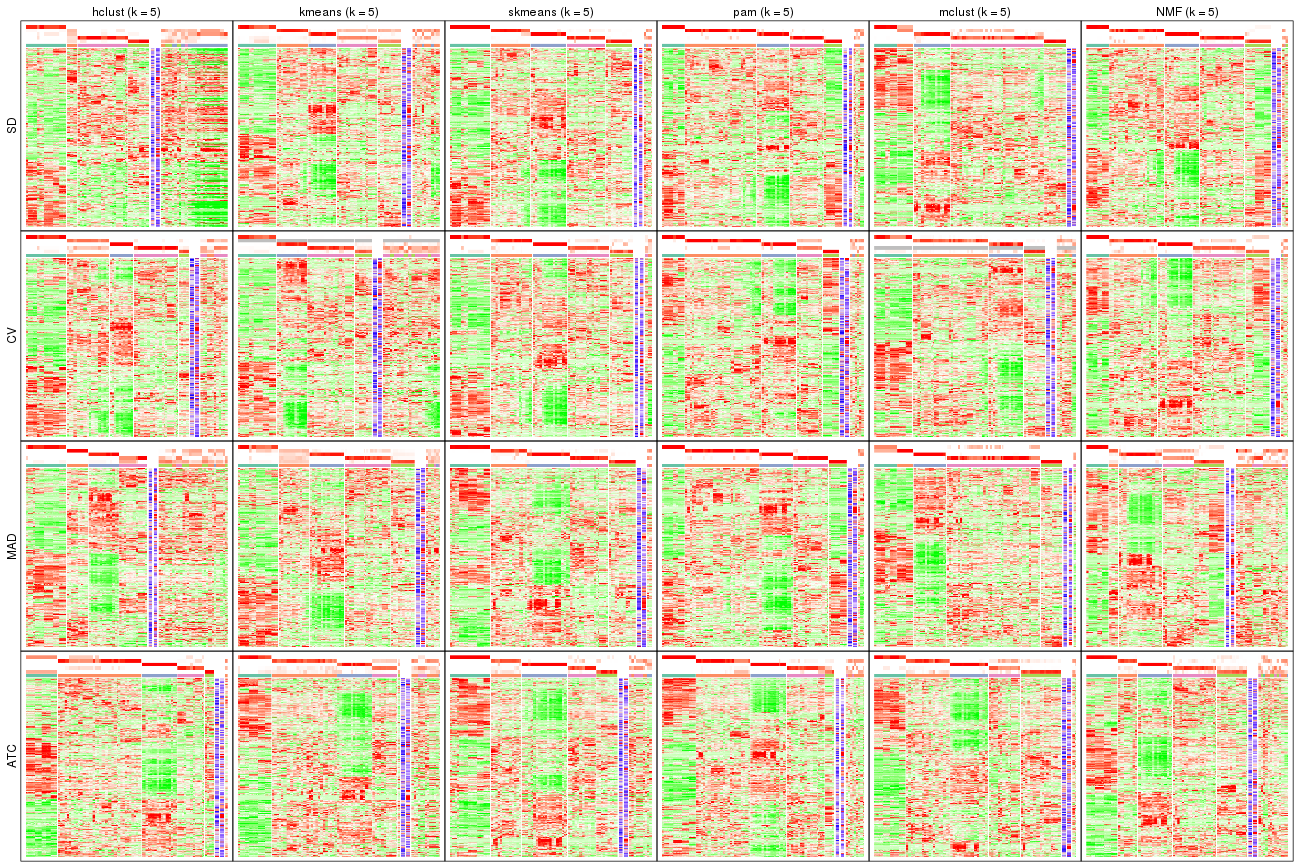 hclust (k = 5) kmeans (k = 5) skmeans (k = 5) pam (k = 5) mclust (k = 5) NMF (k = 5)
SD
CV
MAD
ATC